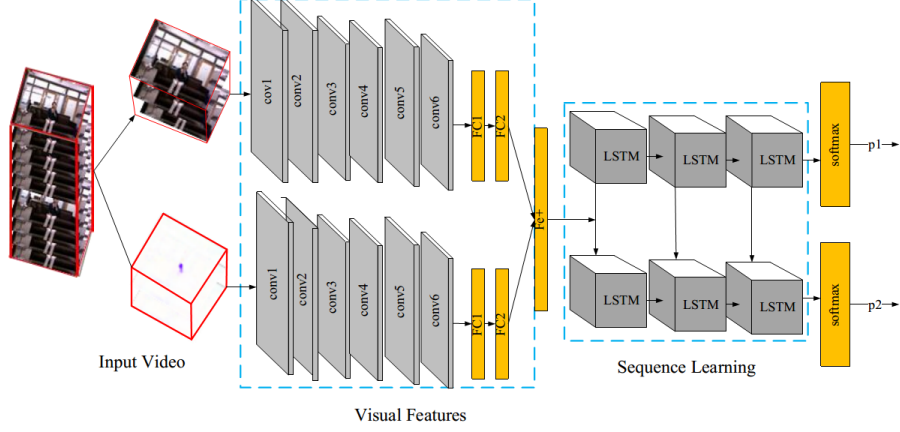 cov1
conv2
conv3
conv4
conv5
conv6
FC1
FC2
conv1
conv2
conv3
conv4
conv5
conv6
FC1
FC2
Fc+
LSTM
LSTM
LSTM
LSTM
LSTM
LSTM
softmax
p1
softmax
p2
Input Video
Visual Features
Sequence Learning